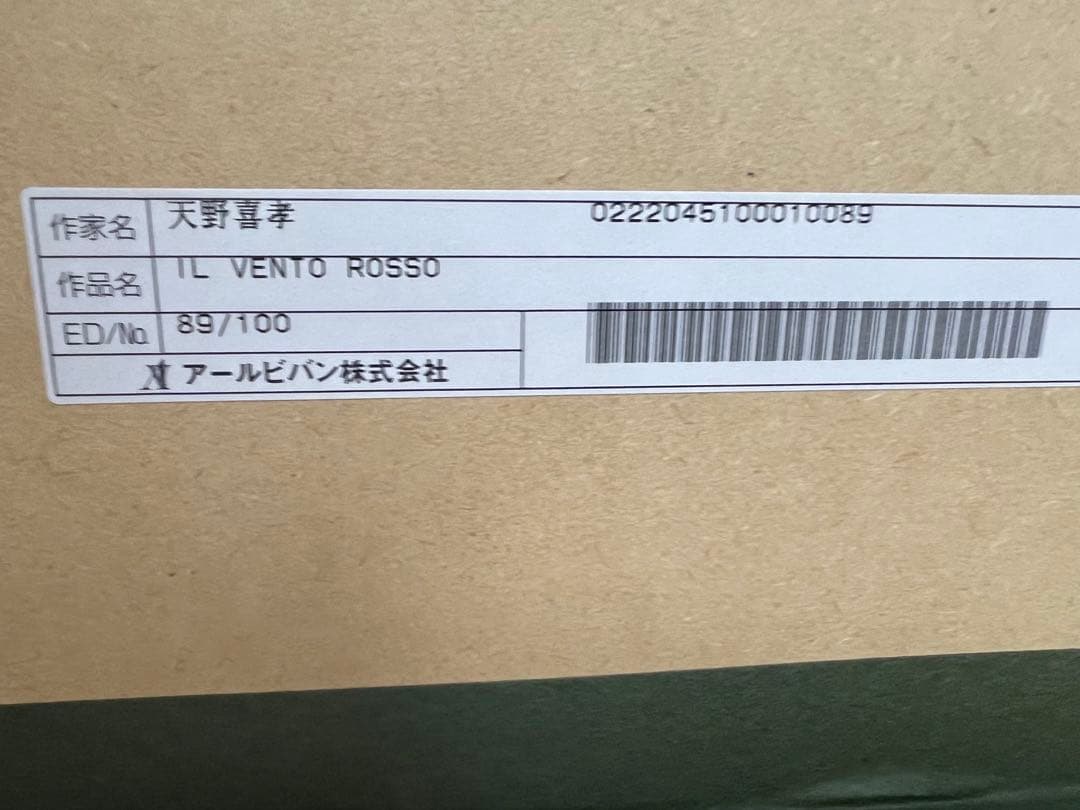 作家名 天野喜孝 0222045100010089
作品名 IL VENTO ROSSO
ED/No. 89/100
アールビバン株式会社